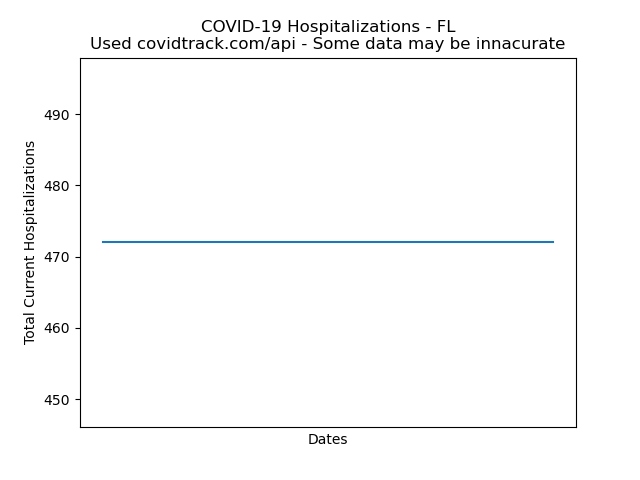 COVID-19 Hospitalizations - FL
Used covidtrack.com/api - Some data may be innacurate
Total Current Hospitalizations
490
480
470
460
450
Dates